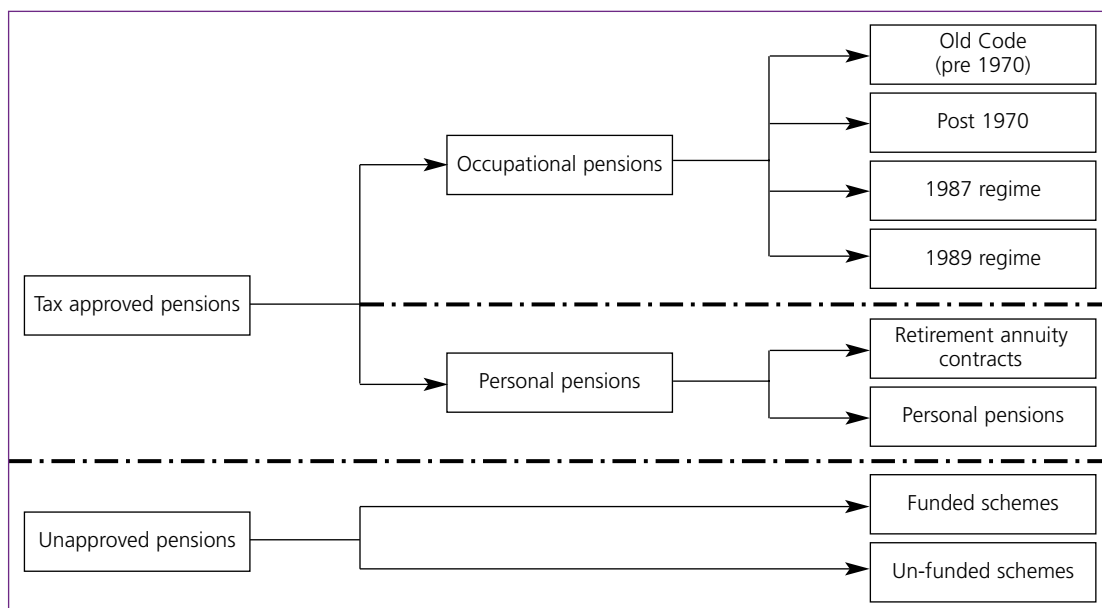 Old Code
(pre 1970)
Post 1970
Occupational pensions
1987 regime
1989 regime
Tax approved pensions
Retirement annuity
contracts
Personal pensions
Personal pensions
Funded schemes
Unapproved pensions
Un-funded schemes